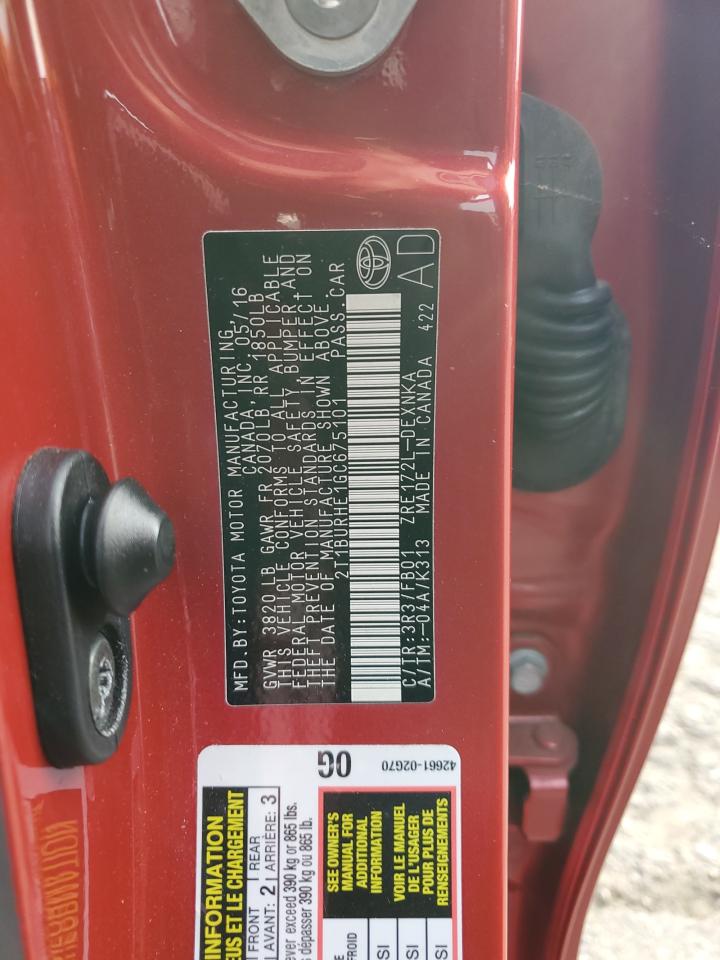 MFD. BY: TOYOTA MOTOR MANUFACTURING
CANADA, INC. 05/16
GVWR 3820LB GAWR FR 2070LB, RR 1850LB
THIS VEHICLE CONFORMS TO ALL APPLICABLE
FEDERAL MOTOR VEHICLE SAFETY, BUMPER AND
THEFT PREVENTION STANDARDS IN EFFECT ON
THE DATE OF MANUFACTURE SHOWN ABOVE.
2T1BURHE1GC675101 PASS. CAR
C/TR: 3R3/FB01 ZRE172L-DEXNKA
A/TM: -04A/K313 MADE IN CANADA 422
AD
0G
42661-02G70
INFORMATION
ET LE CHARGEMENT
FRONT 2 REAR 3
AVANT: ARRIÈRE:
exceed 390 kg or 865 lbs.
dépasser 390 kg ou 865 lb.
SEE OWNER'S
MANUAL FOR
ADDITIONAL
INFORMATION
VOIR LE MANUEL
DE L'USAGER
POUR PLUS DE
RENSEIGNEMENTS